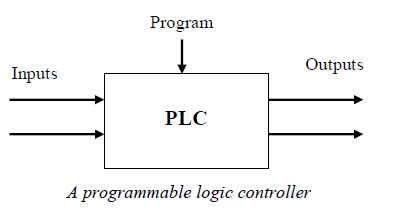 Program
Inputs
Outputs
PLC
A programmable logic controller